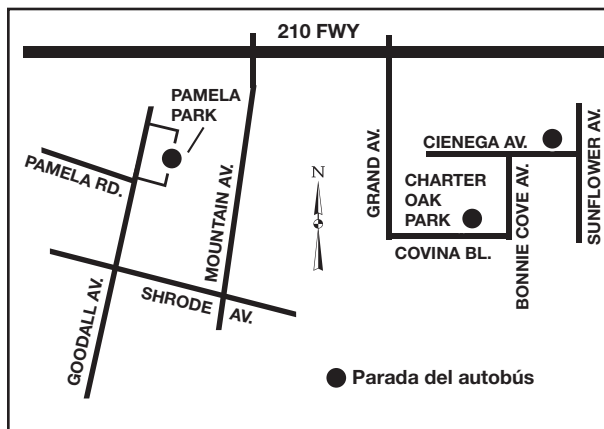 210 FWY
PAMELA
PARK
PAMELA RD.
MOUNTAIN AV.
GOODALL AV.
SHRODE AV.
N
GRAND AV.
CIENEGA AV.
SUNFLOWER AV.
CHARTER
OAK
PARK
BONNIE COVE AV.
COVINA BL.
Parada del autobús